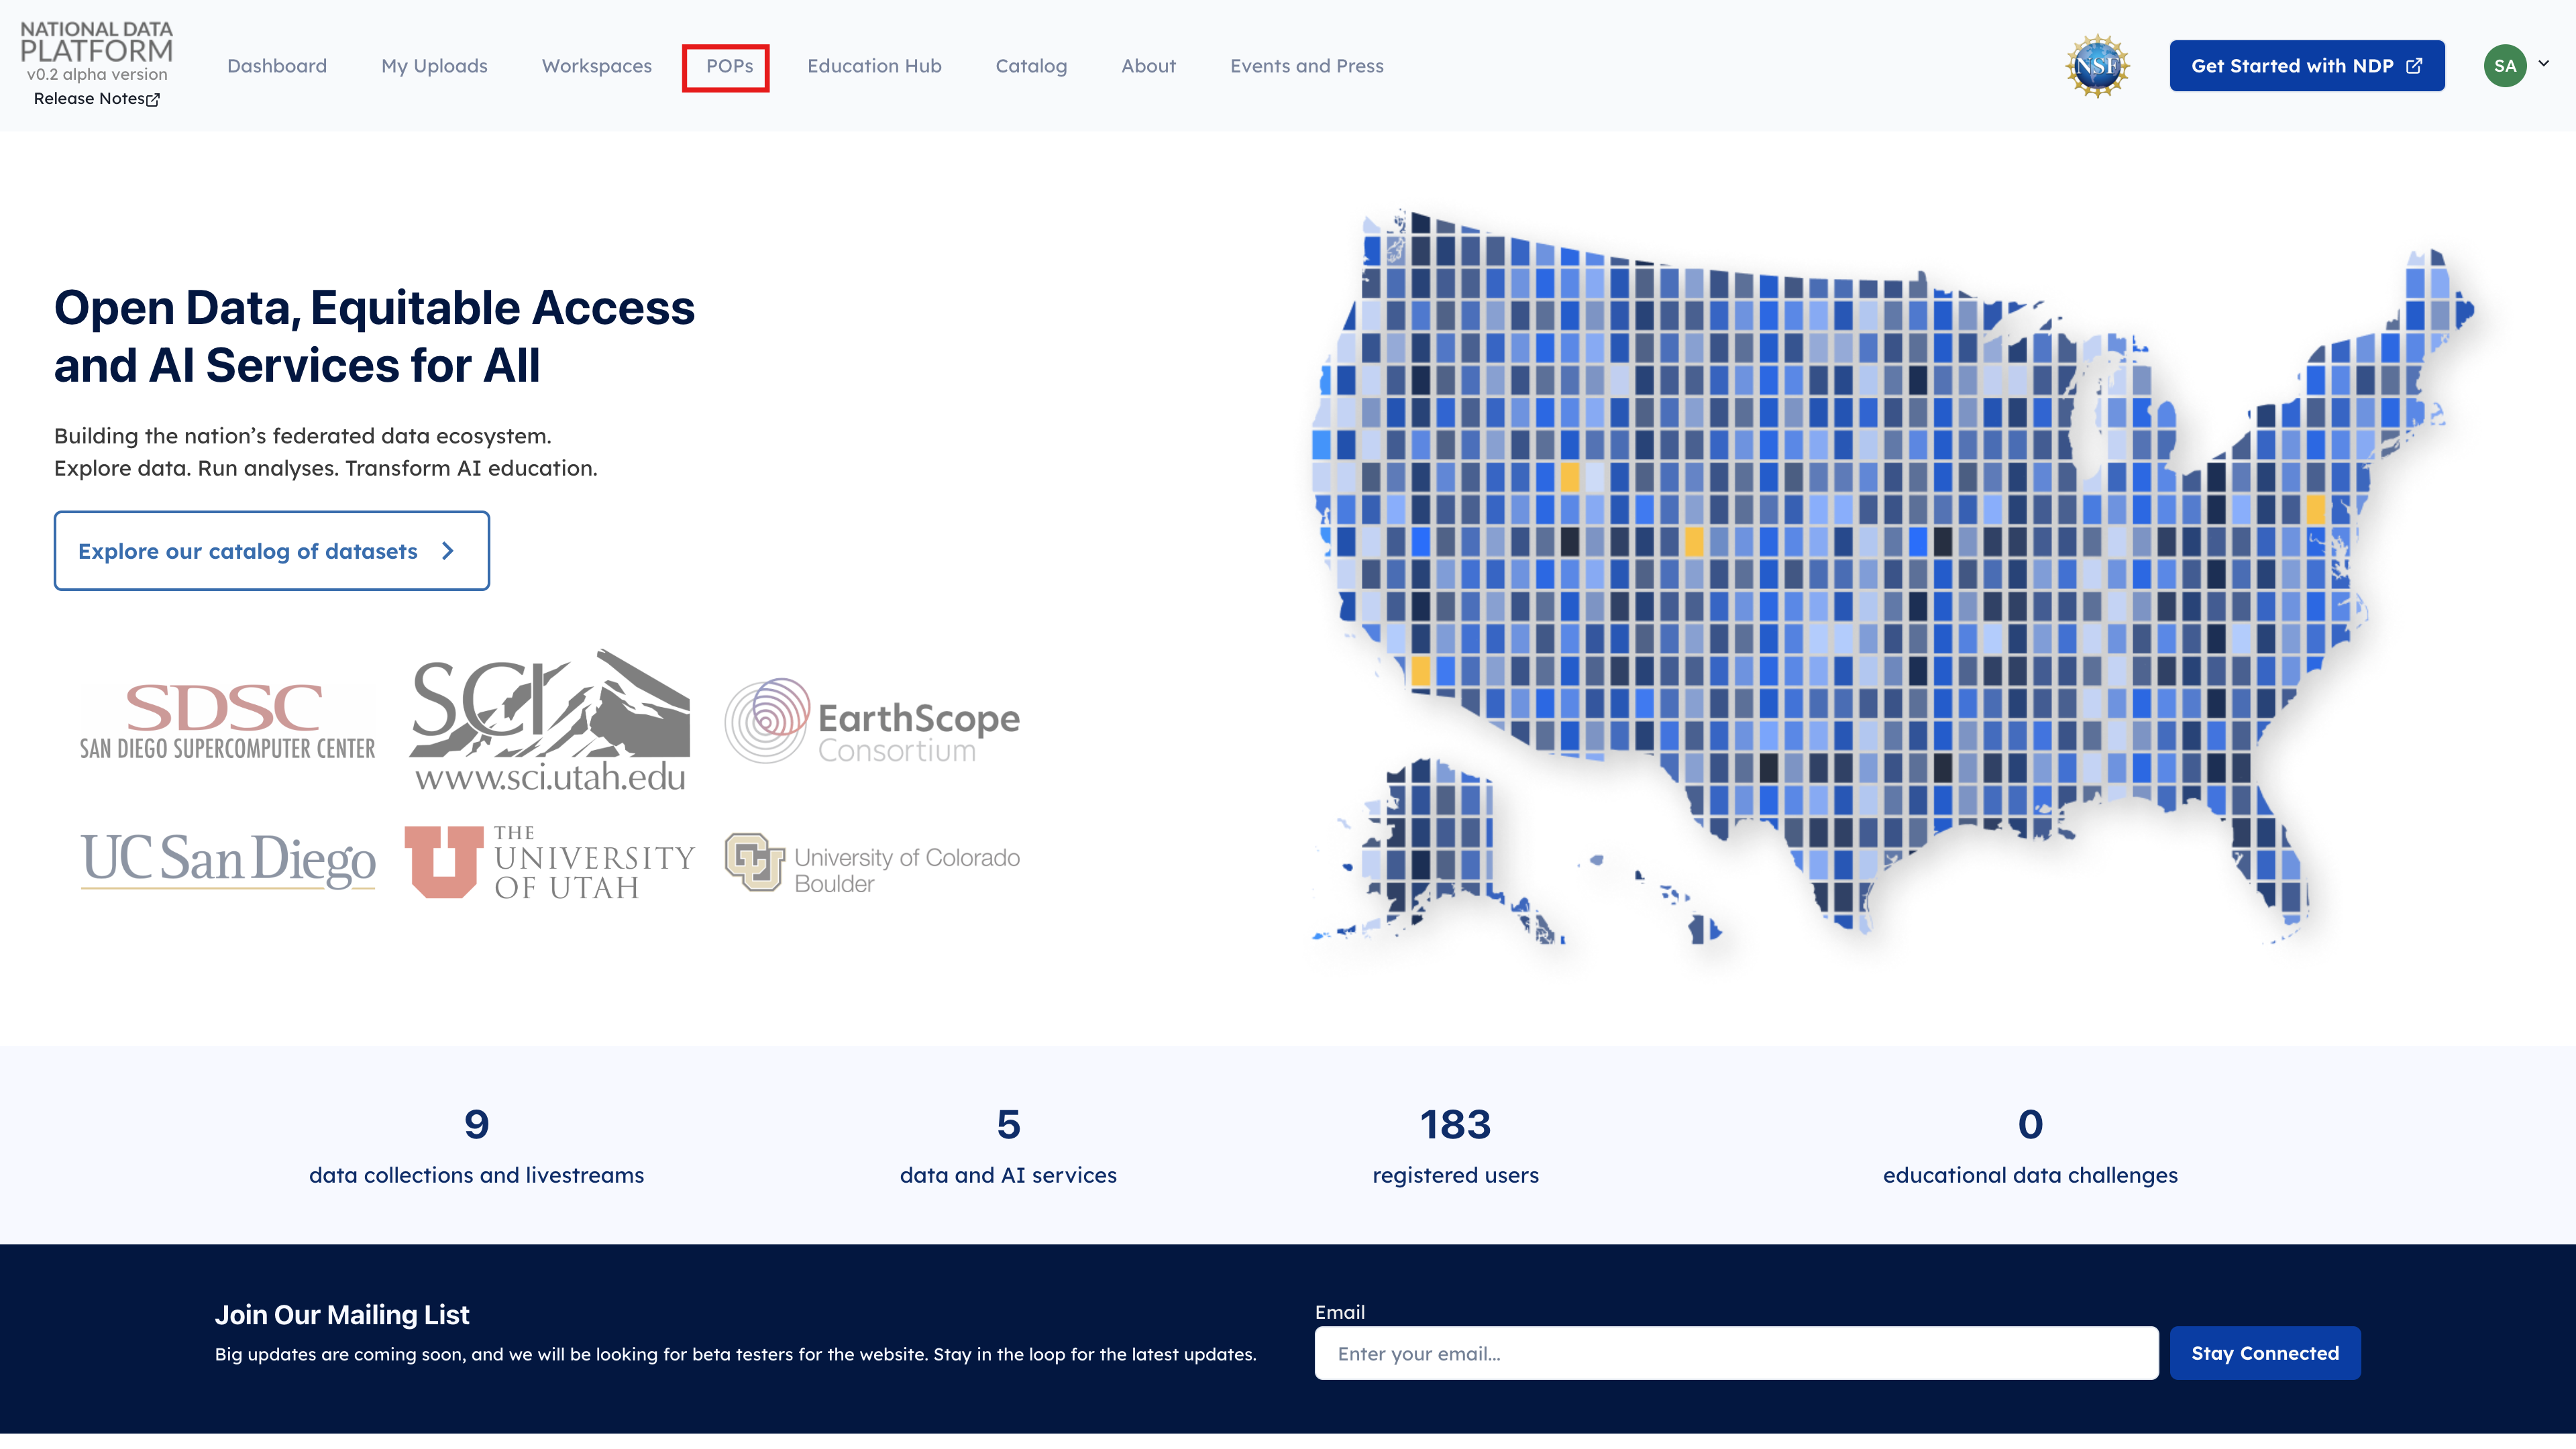 NATIONAL DATA
PLATFORM
v0.2 alpha version
Release Notes
Dashboard
My Uploads
Workspaces
POPs
Education Hub
Catalog
About
Events and Press
NSF
Get Started with NDP
SA
Open Data, Equitable Access
and AI Services for All
Building the nation’s federated data ecosystem.
Explore data. Run analyses. Transform AI education.
Explore our catalog of datasets
SDSC
SAN DIEGO SUPERCOMPUTER CENTER
SCI
www.sci.utah.edu
EarthScope
Consortium
UC San Diego
U
THE
UNIVERSITY
OF UTAH
CU
University of Colorado
Boulder
9
data collections and livestreams
5
data and AI services
183
registered users
0
educational data challenges
Join Our Mailing List
Big updates are coming soon, and we will be looking for beta testers for the website. Stay in the loop for the latest updates.
Email
Enter your email...
Stay Connected